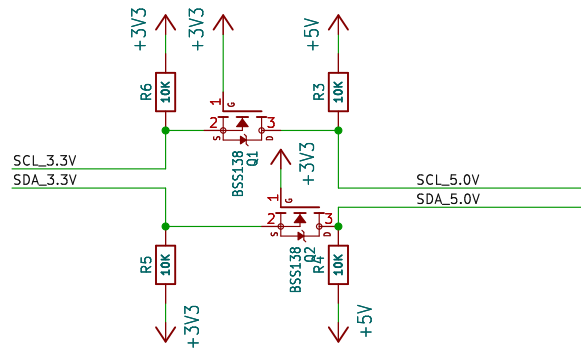 +3V3
+3V3
+5V
R6
10K
1
G
R3
10K
2
S
3
D
BSS138
Q1
SCL_3.3V
SDA_3.3V
+3V3
SCL_5.0V
SDA_5.0V
1
G
2
S
3
D
BSS138
Q2
R5
10K
R4
10K
+3V3
+5V